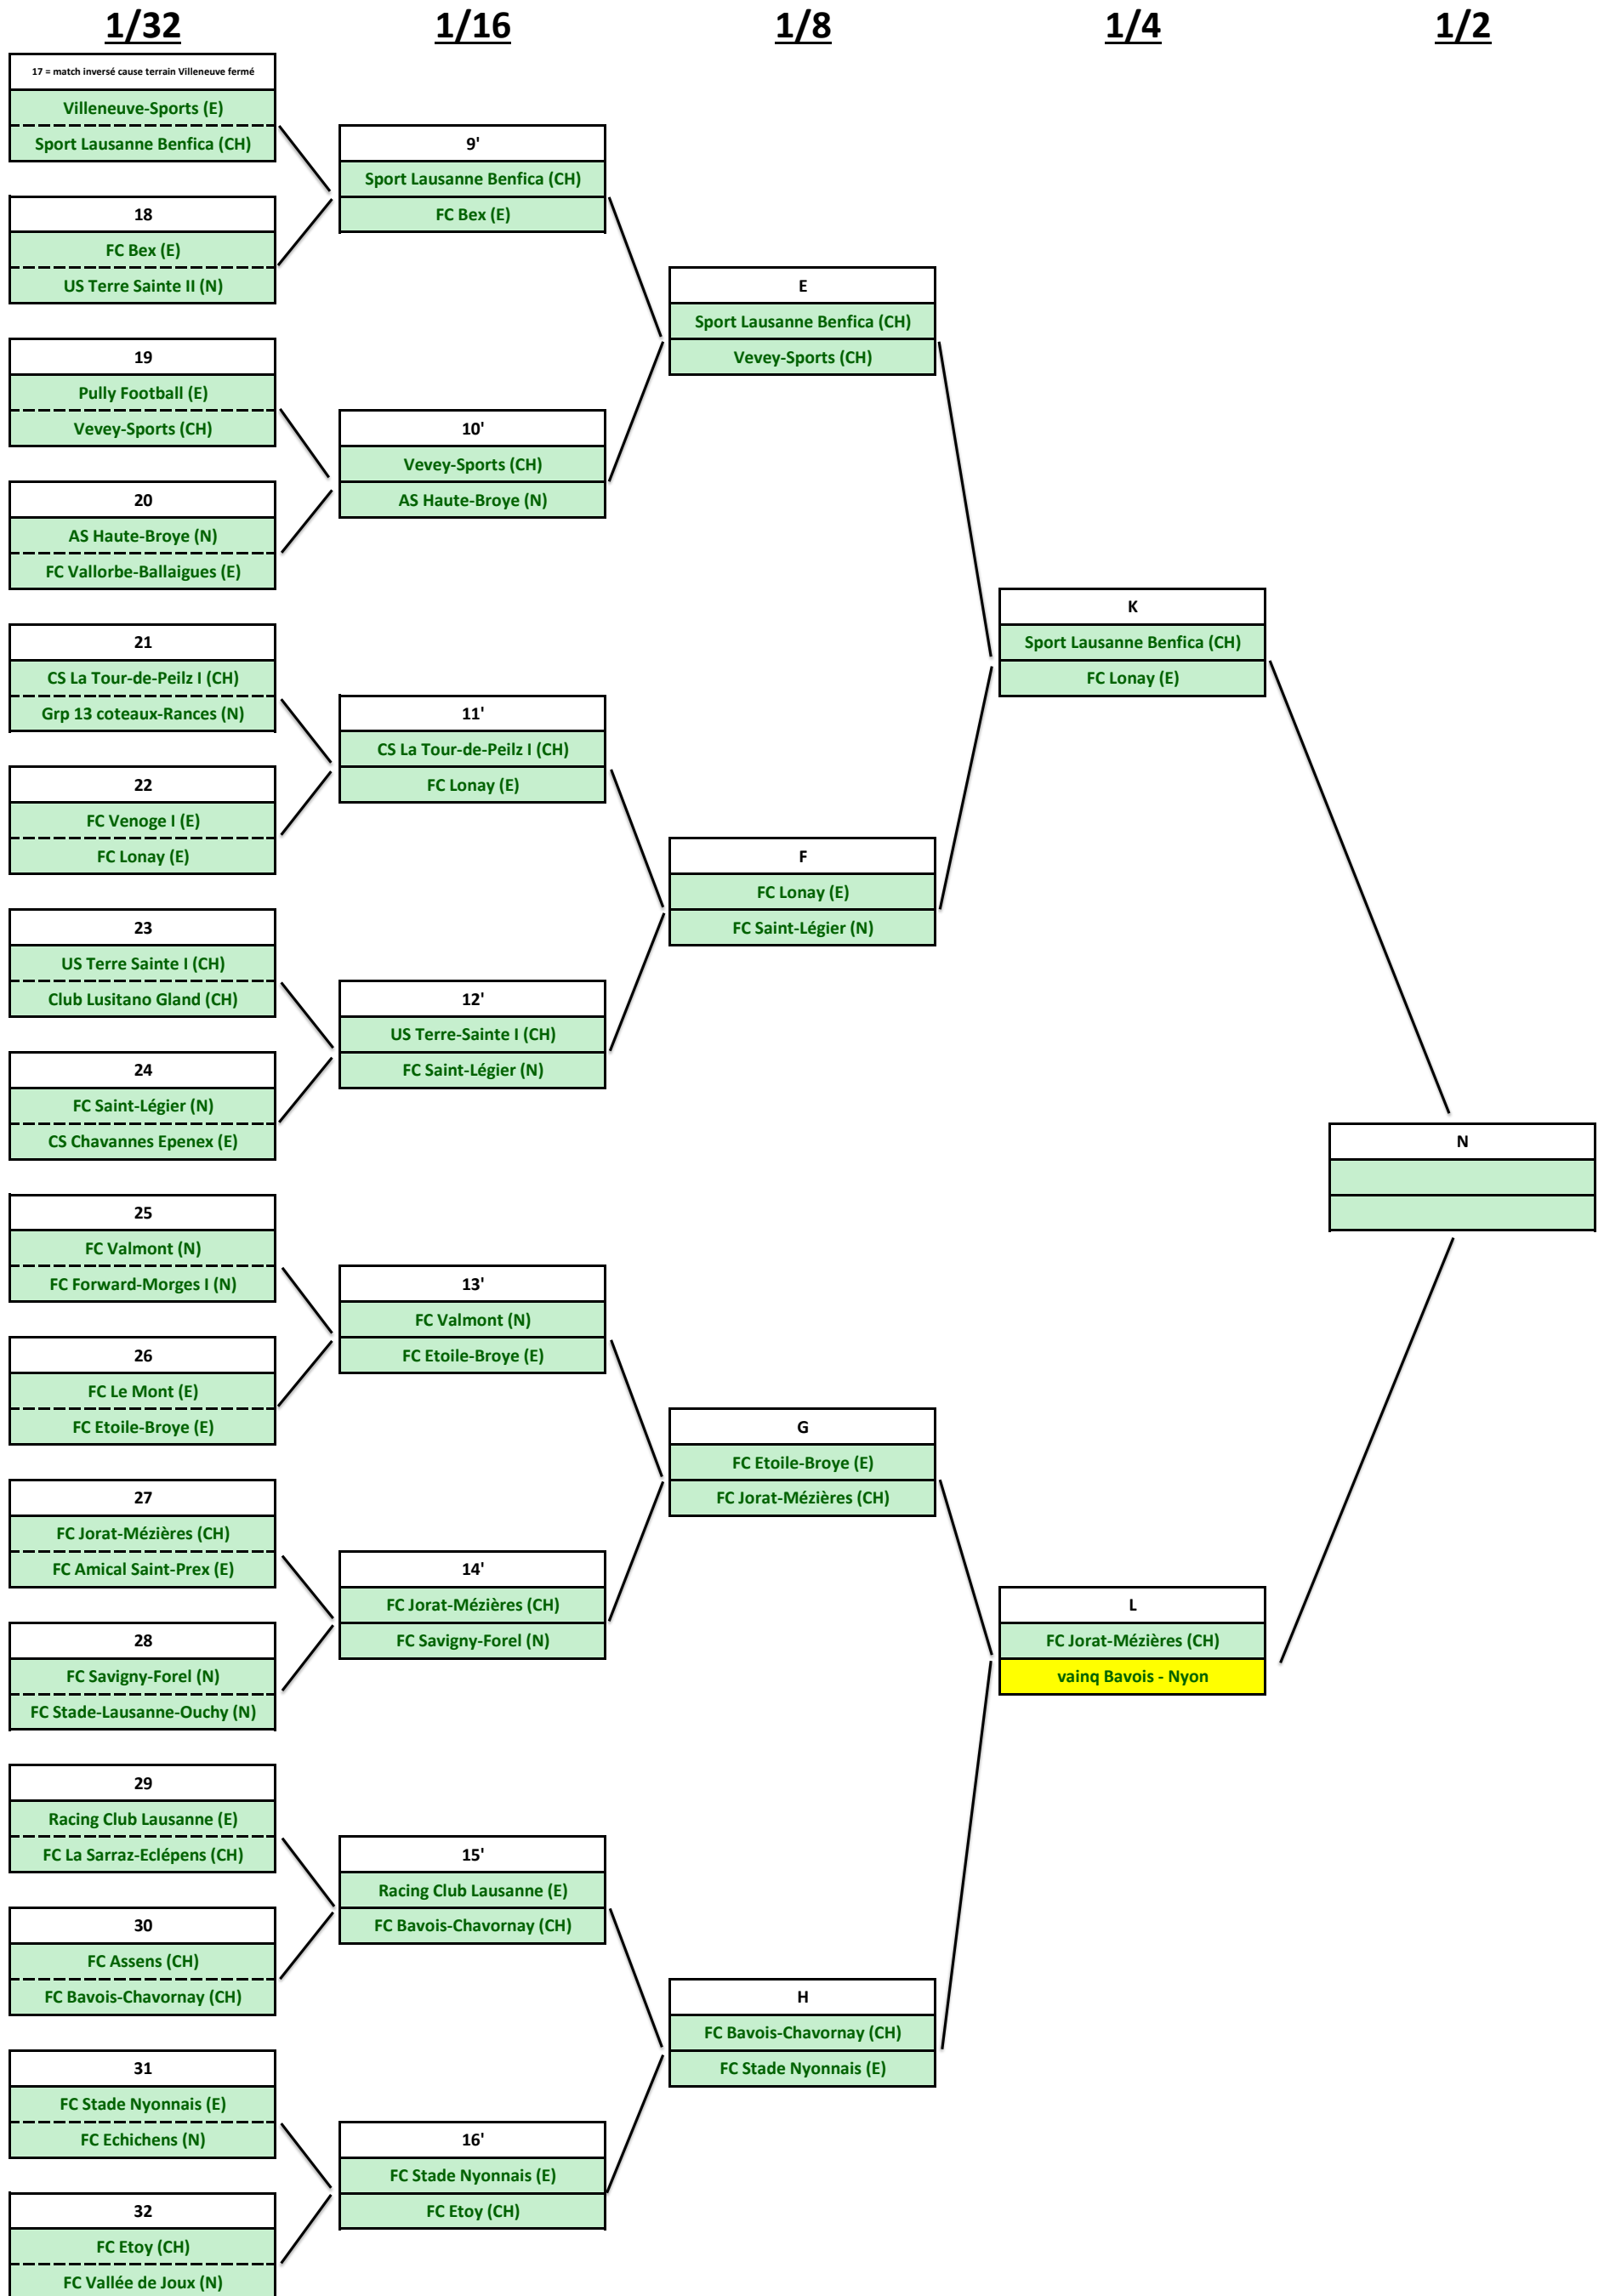 1/32
1/16
1/8
1/4
1/2
17 = match inversé cause terrain Villeneuve fermé
Villeneuve-Sports (E)
Sport Lausanne Benfica (CH)
18
FC Bex (E)
US Terre Sainte II (N)
19
Pully Football (E)
Vevey-Sports (CH)
20
AS Haute-Broye (N)
FC Vallorbe-Ballaigues (E)
21
CS La Tour-de-Peilz I (CH)
Grp 13 coteaux-Rances (N)
22
FC Venoge I (E)
FC Lonay (E)
23
US Terre Sainte I (CH)
Club Lusitano Gland (CH)
24
FC Saint-Légier (N)
CS Chavannes Epenex (E)
25
FC Valmont (N)
FC Forward-Morges I (N)
26
FC Le Mont (E)
FC Etoile-Broye (E)
27
FC Jorat-Mézières (CH)
FC Amical Saint-Prex (E)
28
FC Savigny-Forel (N)
FC Stade-Lausanne-Ouchy (N)
29
Racing Club Lausanne (E)
FC La Sarraz-Eclépens (CH)
30
FC Assens (CH)
FC Bavois-Chavornay (CH)
31
FC Stade Nyonnais (E)
FC Echichens (N)
32
FC Etoy (CH)
FC Vallée de Joux (N)
9'
Sport Lausanne Benfica (CH)
FC Bex (E)
10'
Vevey-Sports (CH)
AS Haute-Broye (N)
11'
CS La Tour-de-Peilz I (CH)
FC Lonay (E)
12'
US Terre-Sainte I (CH)
FC Saint-Légier (N)
13'
FC Valmont (N)
FC Etoile-Broye (E)
14'
FC Jorat-Mézières (CH)
FC Savigny-Forel (N)
15'
Racing Club Lausanne (E)
FC Bavois-Chavornay (CH)
16'
FC Stade Nyonnais (E)
FC Etoy (CH)
E
Sport Lausanne Benfica (CH)
Vevey-Sports (CH)
F
FC Lonay (E)
FC Saint-Légier (N)
G
FC Etoile-Broye (E)
FC Jorat-Mézières (CH)
H
FC Bavois-Chavornay (CH)
FC Stade Nyonnais (E)
K
Sport Lausanne Benfica (CH)
FC Lonay (E)
L
FC Jorat-Mézières (CH)
vainq Bavois - Nyon
N